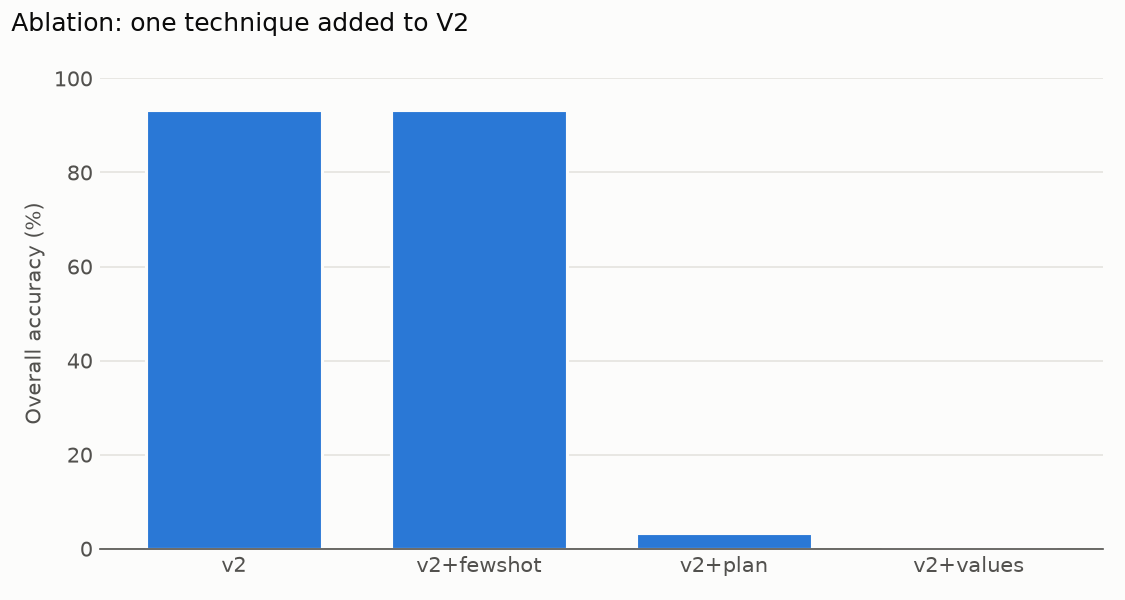 Ablation: one technique added to V2
Overall accuracy (%)
100
80
60
40
20
0
v2
v2+fewshot
v2+plan
v2+values